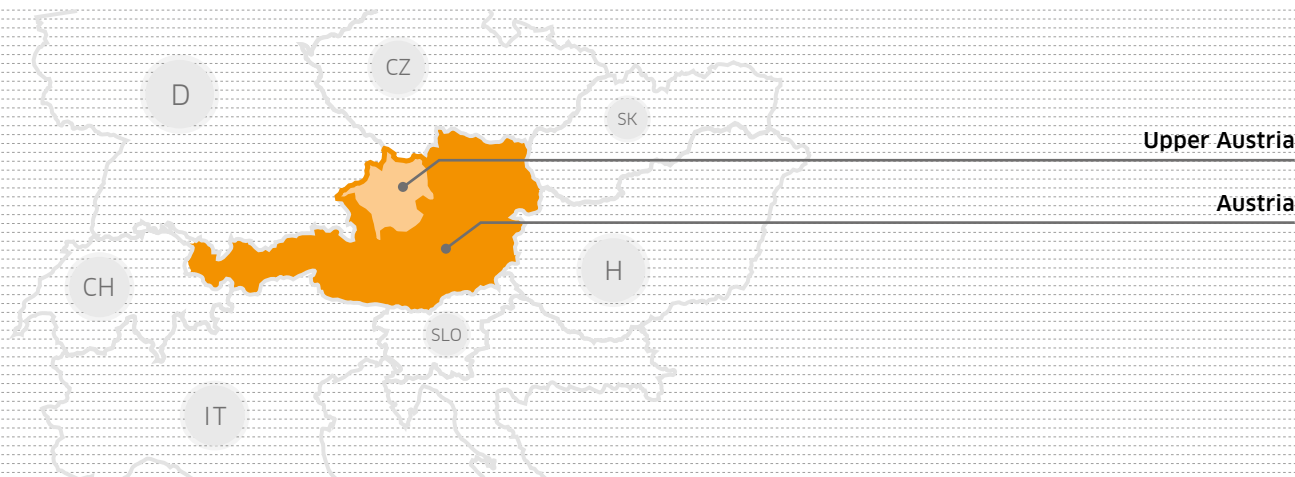 CZ
D
SK
Upper Austria
Austria
H
CH
SLO
IT